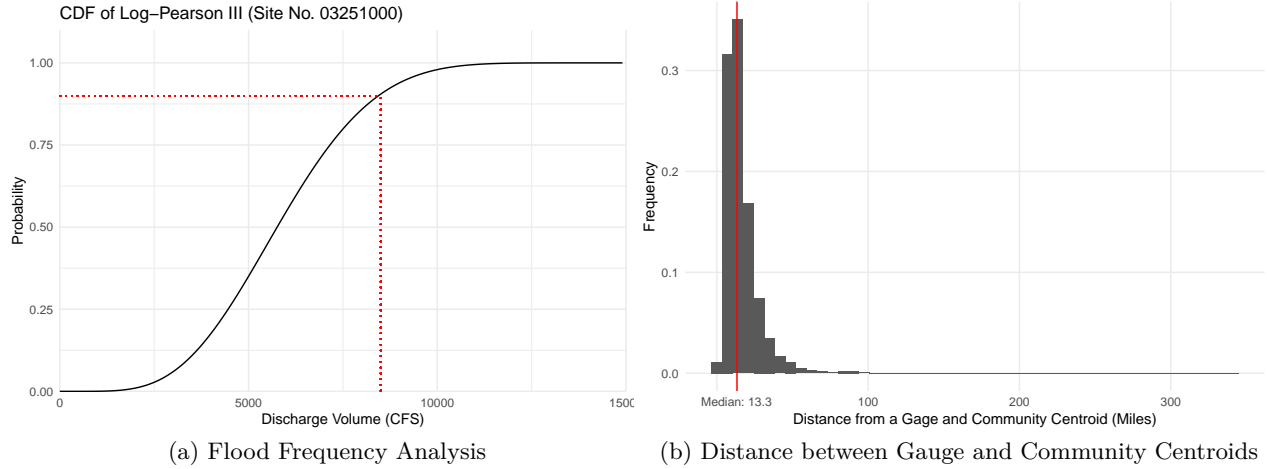 CDF of Log−Pearson III (Site No. 03251000)
1.00
0.75
0.50
0.25
0.00
Probability
0
5000
10000
1500
Discharge Volume (CFS)
(a) Flood Frequency Analysis
0.3
0.2
0.1
0.0
Frequency
Median: 13.3
100
200
300
Distance from a Gage and Community Centroid (Miles)
(b) Distance between Gauge and Community Centroids